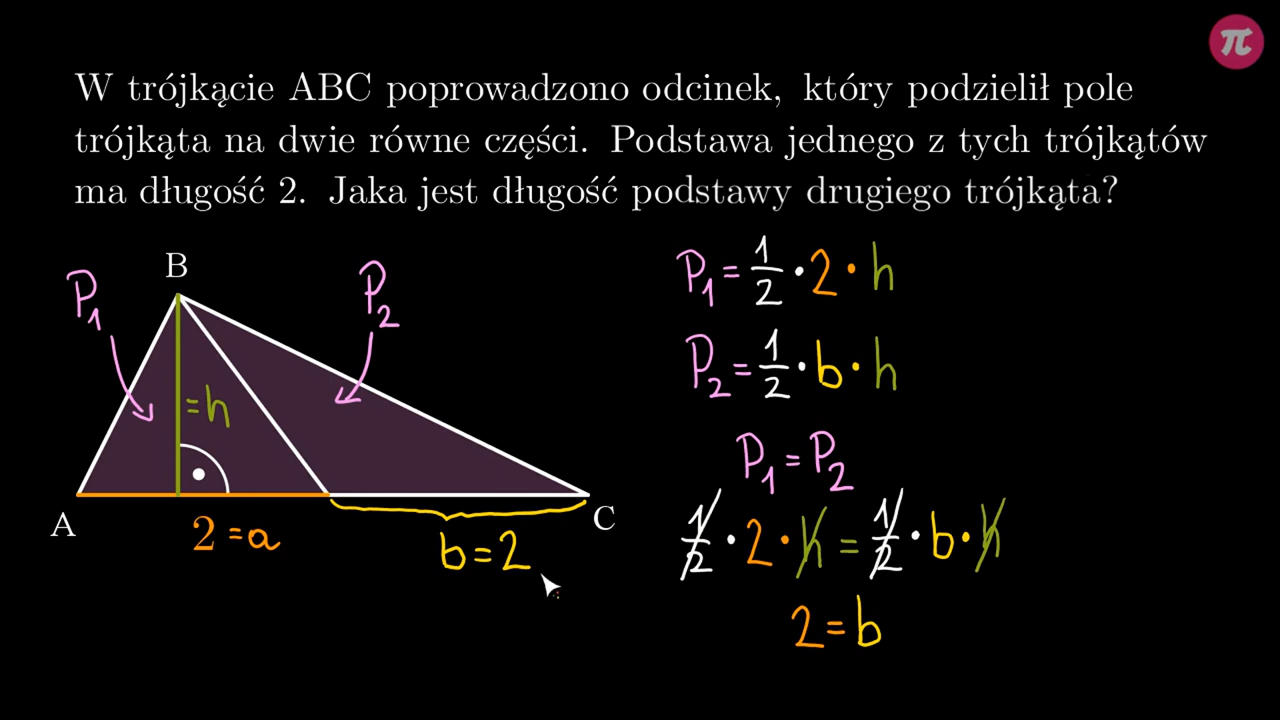 π
W trójkącie ABC poprowadzono odcinek, który podzielił pole
trójkąta na dwie równe części. Podstawa jednego z tych trójkątów
ma długość 2. Jaka jest długość podstawy drugiego trójkąta?
B
P₁
P₂
=h
A
C
2=a
b=2
P₁=1/2·2·h
P₂=1/2·b·h
P₁=P₂
1/2·2·h=1/2·b·h
2=b